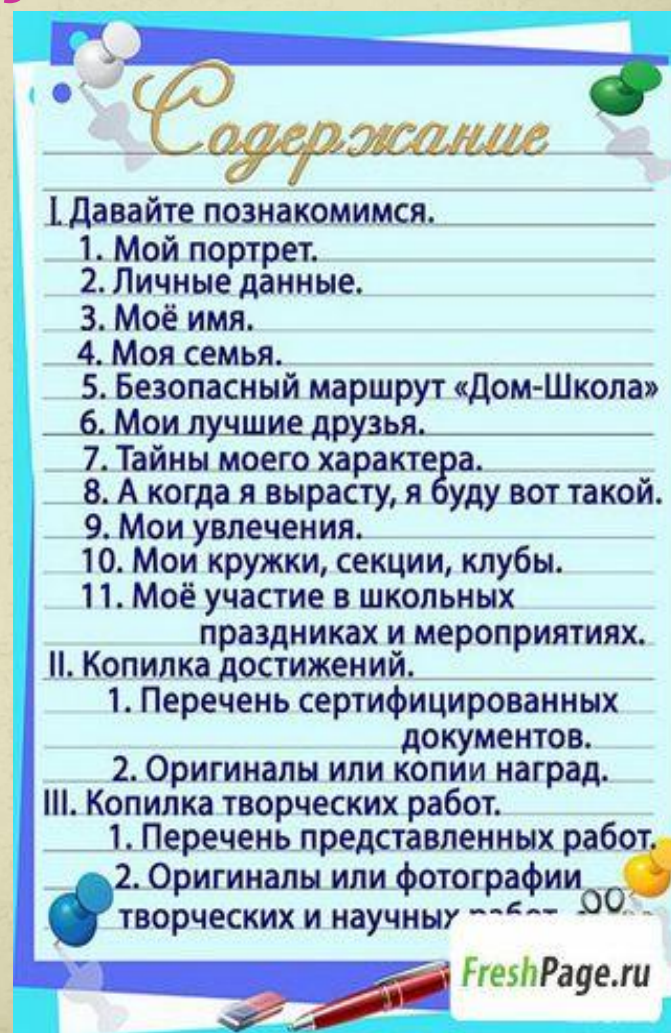 Содержание
I. Давайте познакомимся.
1. Мой портрет.
2. Личные данные.
3. Моё имя.
4. Моя семья.
5. Безопасный маршрут «Дом-Школа»
6. Мои лучшие друзья.
7. Тайны моего характера.
8. А когда я вырасту, я буду вот такой.
9. Мои увлечения.
10. Мои кружки, секции, клубы.
11. Моё участие в школьных
праздниках и мероприятиях.
II. Копилка достижений.
1. Перечень сертифицированных
документов.
2. Оригиналы или копии наград.
III. Копилка творческих работ.
1. Перечень представленных работ.
2. Оригиналы или фотографии
творческих и научных
FreshPage.ru